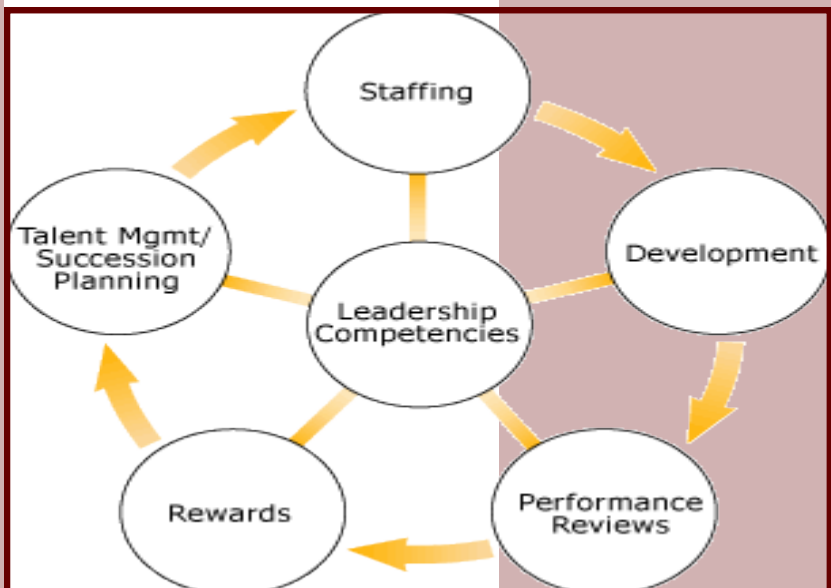 Staffing
Development
Talent Mgmt/
Succession
Planning
Leadership
Competencies
Performance
Reviews
Rewards